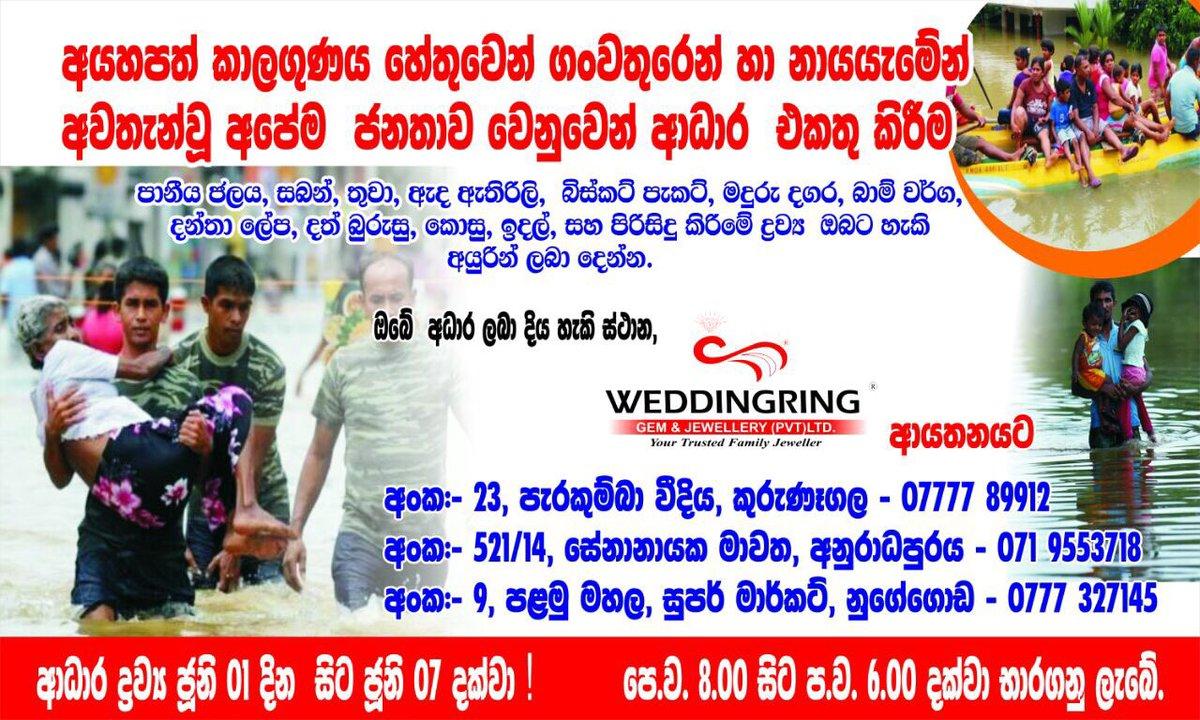 අයහපත් කාලගුණය හේතුවෙන් ගංවතුරෙන් හා නායයැමේන්
අවතැන්වූ අපේම ජනතාව වෙනුවෙන් ආධාර එකතු කිරීම
පානීය ජලය, සබන්, තුවා, ඇද ඇතිරිලි, බිස්කට් පැකට්, මදුරු දගර, බාම් වර්ග,
දන්තා ලේප, දත් බුරුසු, කොසු, ඉදල්, සහ පිරිසිදු කිරිමේ ද්‍රව්‍ය ඔබට හැකි
අයුරින් ලබා දෙන්න.
ඔබේ අධාර ලබා දිය හැකි ස්ථාන,
WEDDINGRING ®
GEM & JEWELLERY (PVT)LTD.
Your Trusted Family Jeweller
ආයතනයට
අංක:- 23, පැරකුම්බා වීදිය, කුරුණෑගල - 07777 89912
අංක:- 521/14, සේනානායක මාවත, අනුරාධපුරය - 071 9553718
අංක:- 9, පළමු මහල, සුපර් මාර්කට්, නුගේගොඩ - 0777 327145
ආධාර ද්‍රව්‍ය ජූනි 01 දින සිට ජූනි 07 දක්වා ! පෙ.ව. 8.00 සිට ප.ව. 6.00 දක්වා භාරගනු ලැබේ.